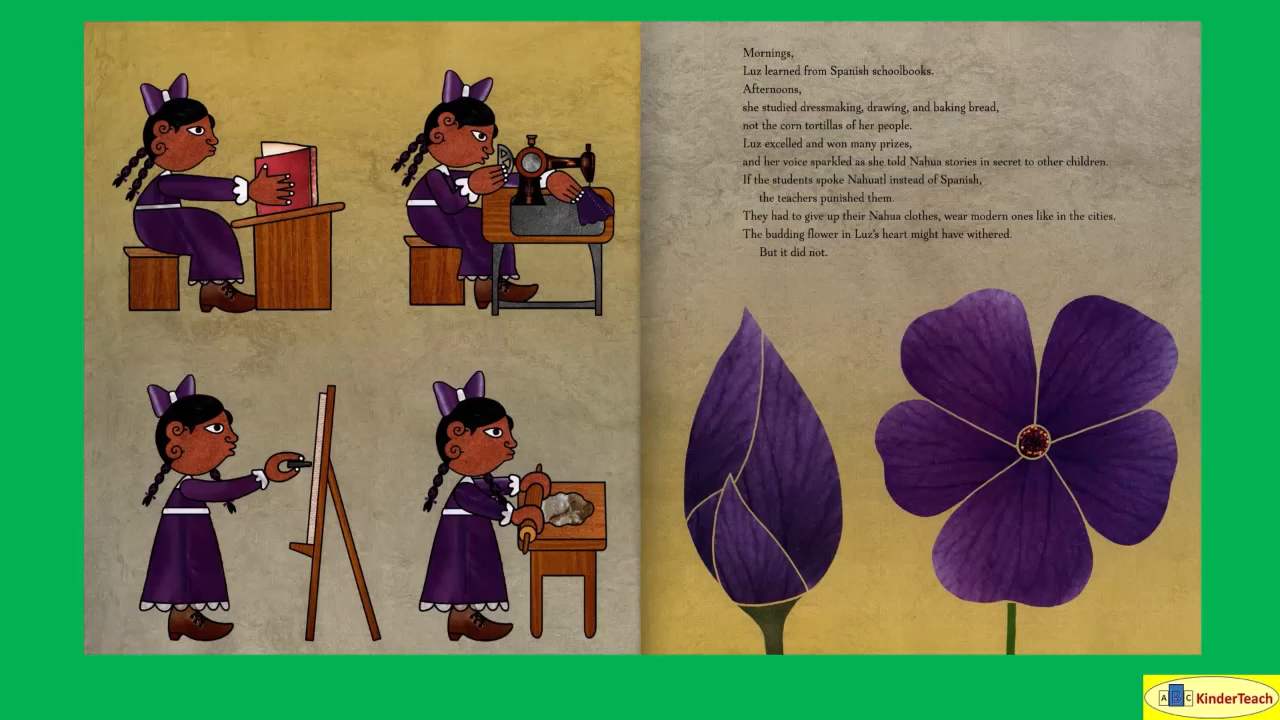 Mornings,
Luz learned from Spanish schoolbooks.
Afternoons,
she studied dressmaking, drawing, and baking bread,
not the corn tortillas of her people.
Luz excelled and won many prizes,
and her voice sparkled as she told Nahua stories in secret to other children.
If the students spoke Nahuatl instead of Spanish,
the teachers punished them.
They had to give up their Nahua clothes, wear modern ones like in the cities.
The budding flower in Luz's heart might have withered.
But it did not.
ABC KinderTeach